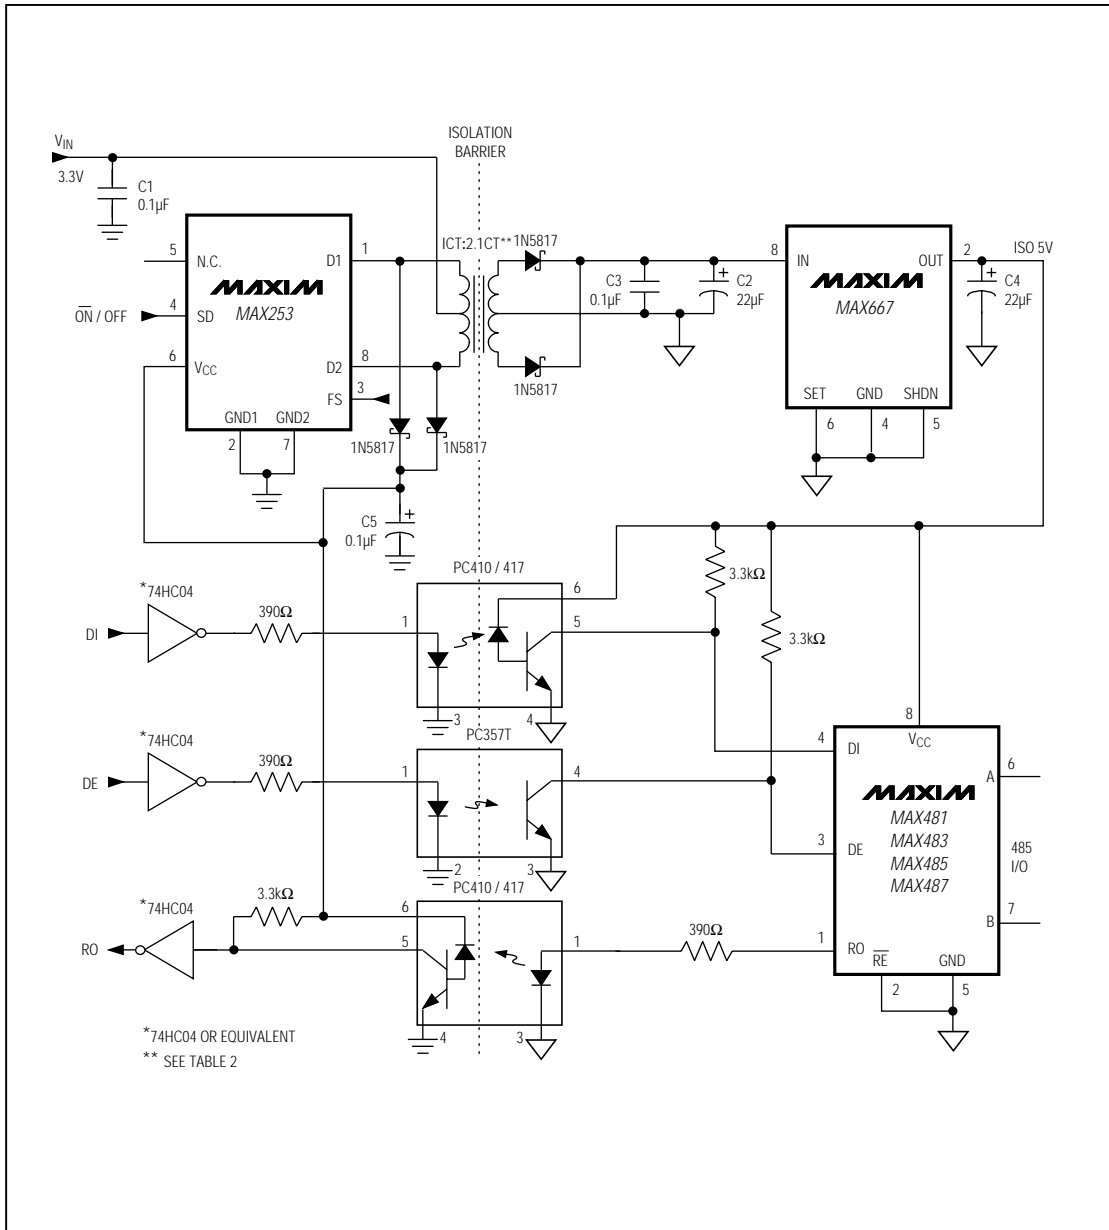 ISOLATION
BARRIER
VIN
3.3V
C1
0.1µF
ICT:2.1CT**
1N5817
5
N.C.
D1
1
MAXIM
MAX253
ON / OFF
4
SD
6
VCC
D2
8
FS
3
GND1
GND2
2
7
1N5817
1N5817
1N5817
C3
0.1µF
+
C2
22µF
8
IN
OUT
2
ISO 5V
MAXIM
MAX667
+
C4
22µF
SET
GND
SHDN
6
4
5
C5
0.1µF
+
PC410 / 417
6
5
1
3
4
3.3kΩ
3.3kΩ
*74HC04
DI
390Ω
PC357T
*74HC04
DE
390Ω
1
4
2
3
PC410 / 417
*74HC04
RO
3.3kΩ
6
5
1
4
3
390Ω
8
VCC
4
DI
A
6
MAXIM
MAX481
MAX483
MAX485
MAX487
3
DE
485
I/O
B
7
1
RO
RE
GND
2
5
*74HC04 OR EQUIVALENT
** SEE TABLE 2